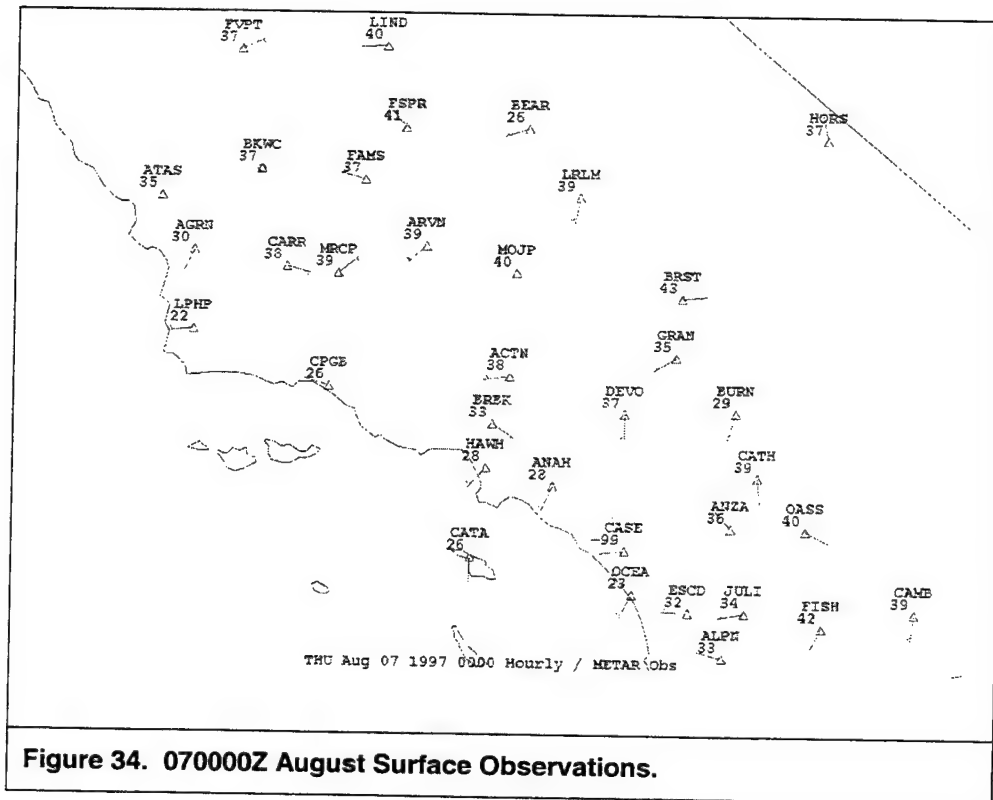 FVPT
37
LIND
40
FSPR
41
BEAR
26
HORS
37
BKWC
37
FAMS
37
ATAS
35
LRLM
39
AGRN
30
CARR
38
MRCP
39
ARVN
39
MOJP
40
BRST
43
LPHP
22
GRAN
35
CPGB
26
ACTN
38
BREK
33
DEVO
37
BURN
29
HAWH
28
ANAH
28
CATH
39
ANZA
36
OASS
40
CATA
26
CASE
-99
OCEA
23
ESCD
32
JULI
34
FISH
42
CAMB
39
ALPN
33
THU Aug 07 1997 0000 Hourly / METAR Obs
Figure 34. 070000Z August Surface Observations.